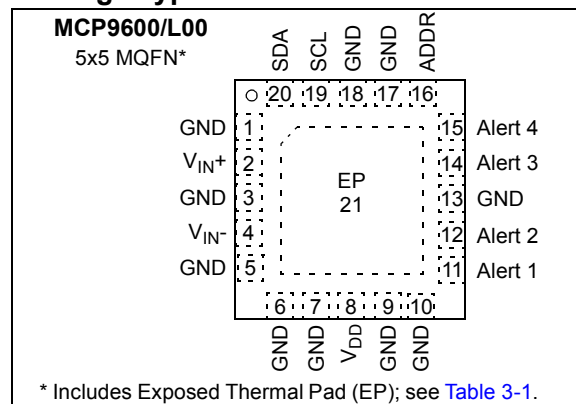 MCP9600/L00
5x5 MQFN*
SDA
SCL
GND
GND
ADDR
20 19 18 17 16
GND 1
VIN+ 2
GND 3
VIN- 4
GND 5
EP
21
15 Alert 4
14 Alert 3
13 GND
12 Alert 2
11 Alert 1
6 7 8 9 10
GND
GND
VDD
GND
GND
* Includes Exposed Thermal Pad (EP); see Table 3-1.